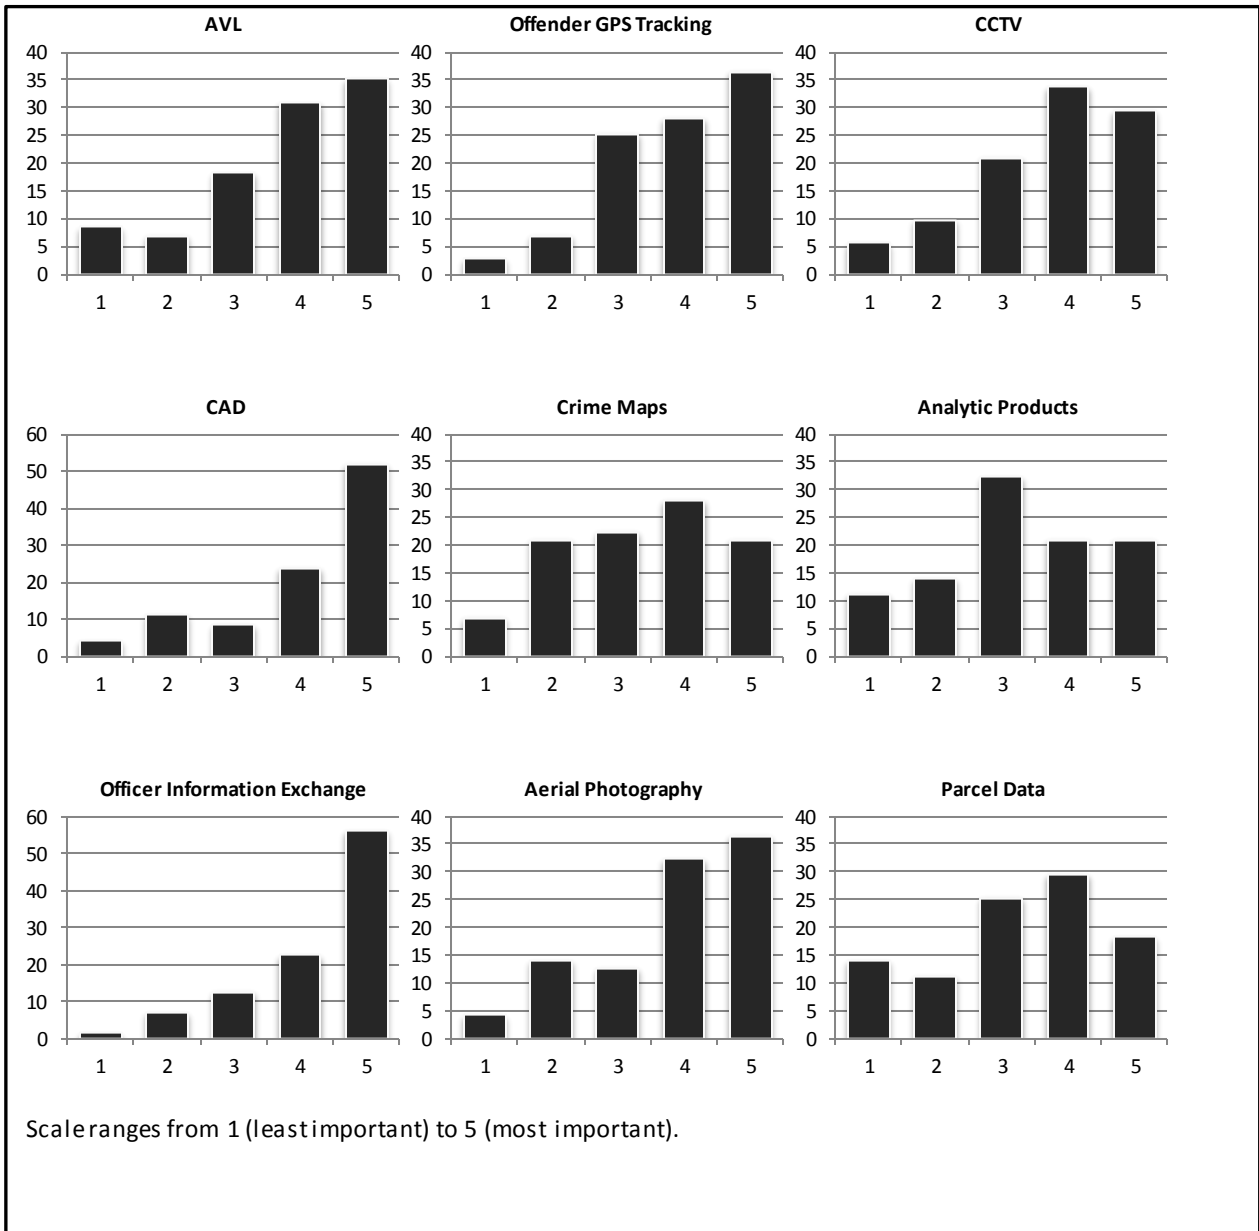 AVL
Offender GPS Tracking
CCTV
40 35 30 25 20 15 10 5 0
40 35 30 25 20 15 10 5 0
40 35 30 25 20 15 10 5 0
1 2 3 4 5
1 2 3 4 5
1 2 3 4 5
CAD
Crime Maps
Analytic Products
60 50 40 30 20 10 0
40 35 30 25 20 15 10 5 0
40 35 30 25 20 15 10 5 0
1 2 3 4 5
1 2 3 4 5
1 2 3 4 5
Officer Information Exchange
Aerial Photography
Parcel Data
60 50 40 30 20 10 0
40 35 30 25 20 15 10 5 0
40 35 30 25 20 15 10 5 0
1 2 3 4 5
1 2 3 4 5
1 2 3 4 5
Scale ranges from 1 (least important) to 5 (most important).